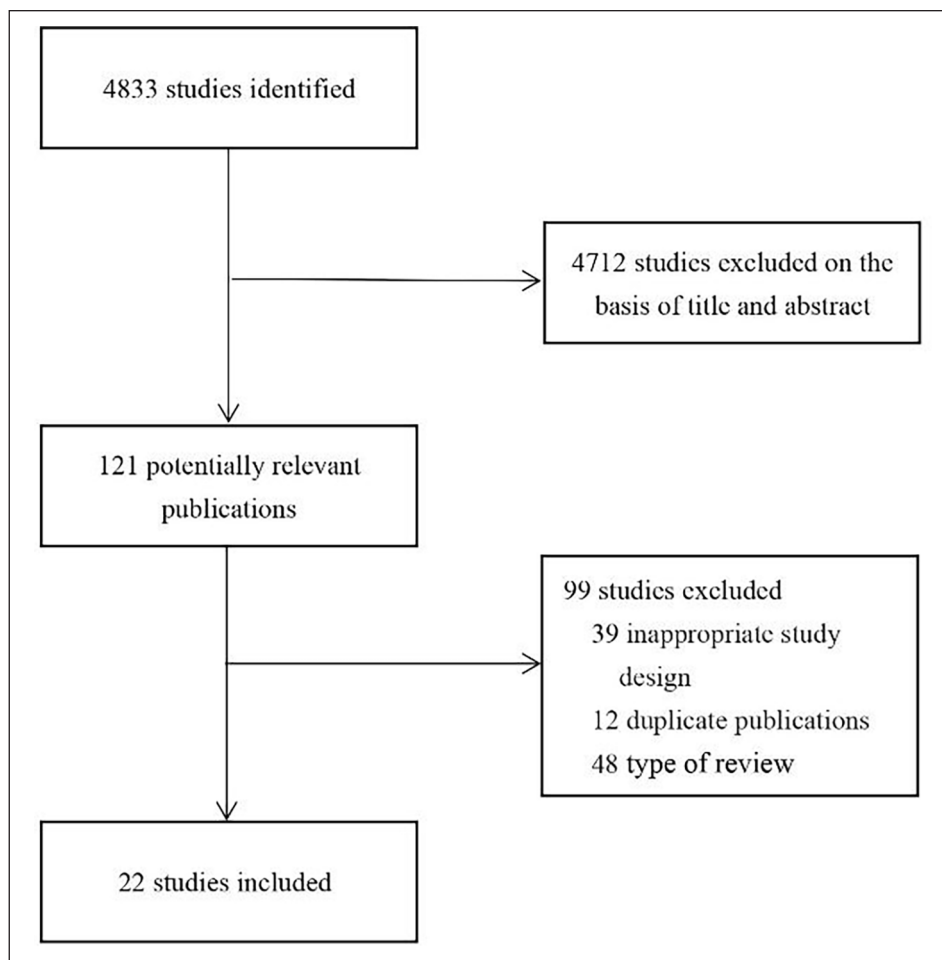 4833 studies identified
4712 studies excluded on the
basis of title and abstract
121 potentially relevant
publications
99 studies excluded
39 inappropriate study
design
12 duplicate publications
48 type of review
22 studies included